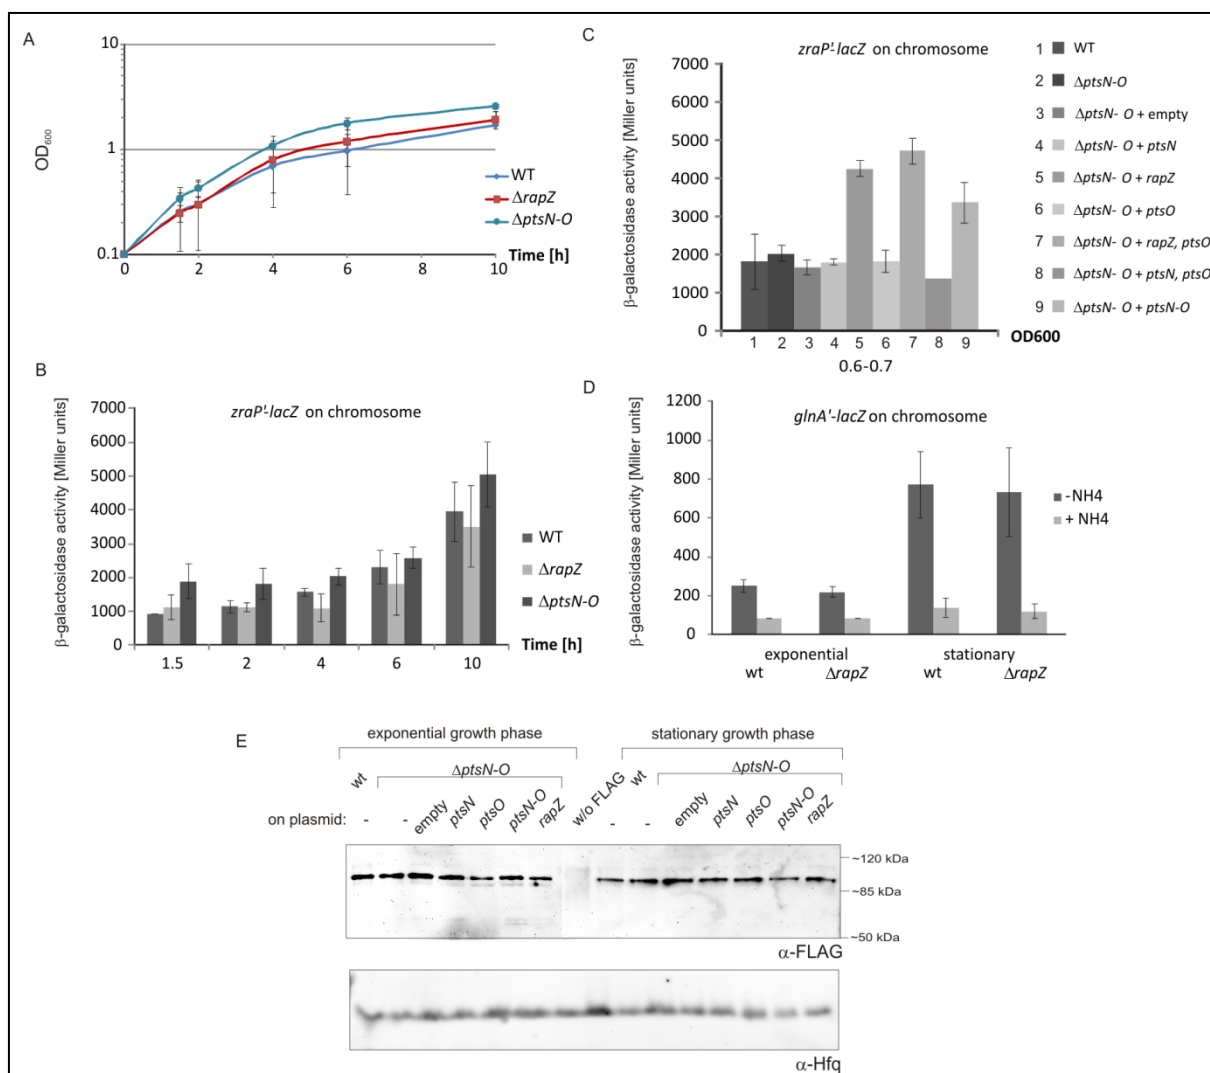 A
10
1
0.1
OD600
0 2 4 6 8 10
Time [h]
WT
ΔrapZ
ΔptsN-O
B
zraP'-lacZ on chromosome
β-galactosidase activity [Miller units]
7000
6000
5000
4000
3000
2000
1000
0
1.5 2 4 6 10
Time [h]
WT
ΔrapZ
ΔptsN-O
C
zraP'-lacZ on chromosome
β-galactosidase activity [Miller units]
7000
6000
5000
4000
3000
2000
1000
0
1 2 3 4 5 6 7 8 9
OD600
0.6-0.7
1 WT
2 ΔptsN-O
3 ΔptsN- O + empty
4 ΔptsN- O + ptsN
5 ΔptsN- O + rapZ
6 ΔptsN- O + ptsO
7 ΔptsN- O + rapZ, ptsO
8 ΔptsN- O + ptsN, ptsO
9 ΔptsN- O + ptsN-O
D
glnA'-lacZ on chromosome
β-galactosidase activity [Miller units]
1200
1000
800
600
400
200
0
exponential stationary
wt ΔrapZ wt ΔrapZ
-NH4
+ NH4
E
exponential growth phase stationary growth phase
wt ΔptsN-O w/o FLAG wt ΔptsN-O
on plasmid: - - empty ptsN ptsO ptsN-O rapZ - - empty ptsN ptsO ptsN-O rapZ
~120 kDa
~85 kDa
~50 kDa
α-FLAG
α-Hfq